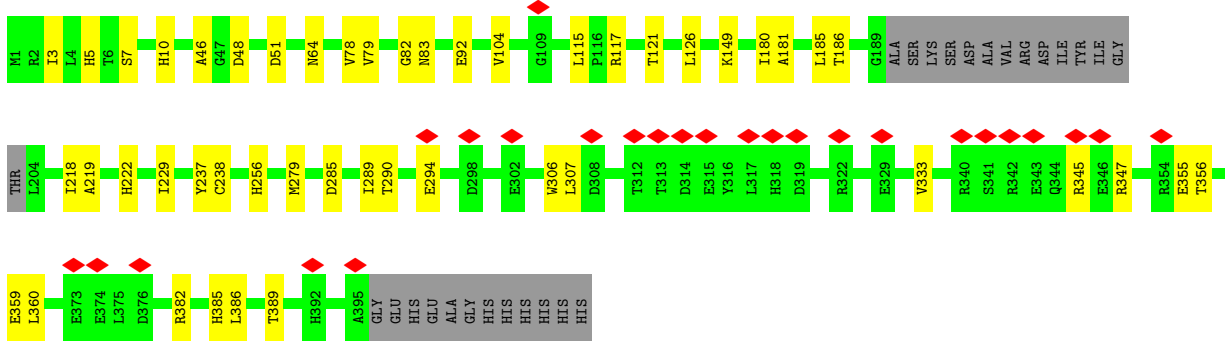 M1 R2 I3 L4 H5 T6 S7 H10 A46 G47 D48 D51 N64 V78 V79 G82 N83 E92 V104 G109 L115 P116 R117 T121 L126 K149 I180 A181 L185 T186 G189 ALA SER LYS SER ASP ALA VAL ARG ASP ILE TYR ILE GLY
THR L204 I218 A219 H222 I229 Y237 C238 H256 M279 D285 I289 T290 E294 D298 E302 W306 L307 D308 T312 T313 D314 E315 Y316 L317 H318 D319 R322 E329 V333 R340 S341 R342 E343 Q344 R345 E346 R347 R354 E355 T356
E359 L360 E373 E374 L375 D376 R382 H385 L386 T389 H392 A395 GLY GLU HIS GLU ALA GLY HIS HIS HIS HIS HIS HIS